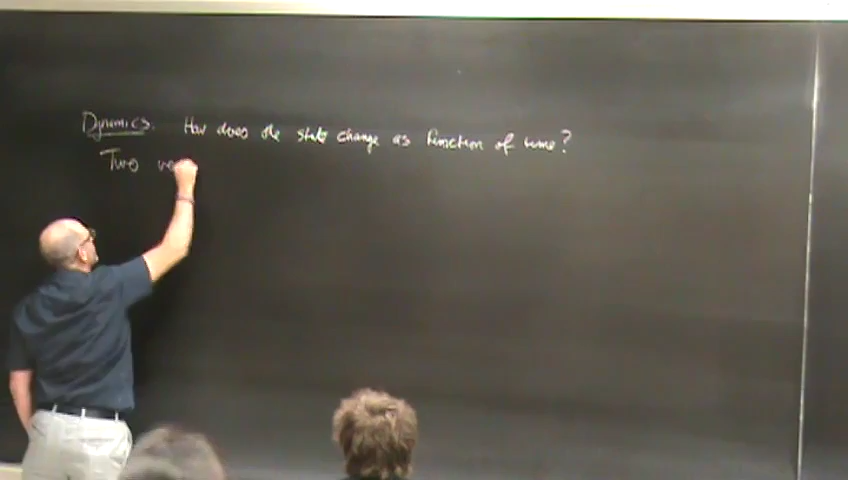 Dynamics. How does the state change as function of time?
Two